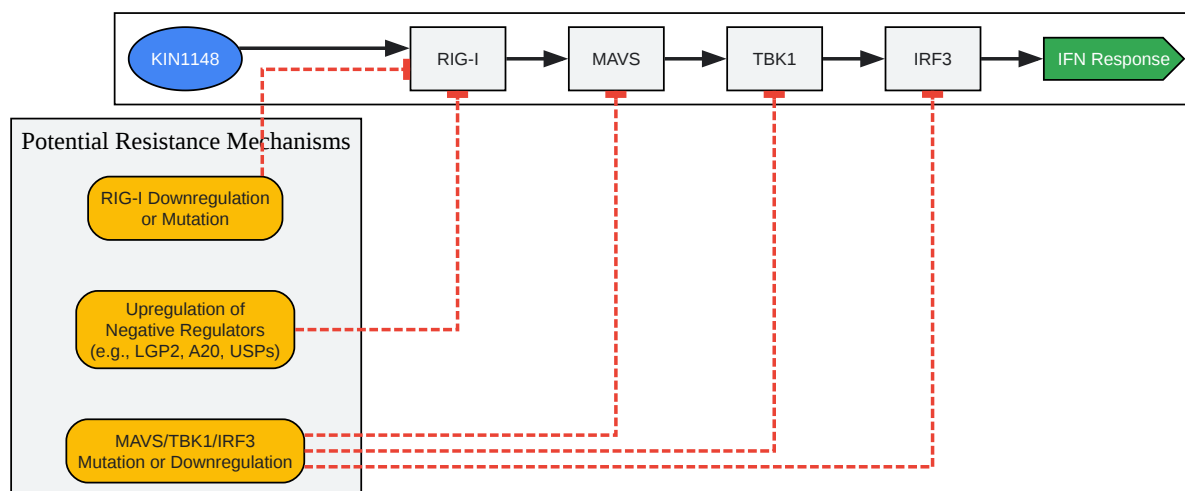 KIN1148
RIG-I
MAVS
TBK1
IRF3
IFN Response
Potential Resistance Mechanisms
RIG-I Downregulation
or Mutation
Upregulation of
Negative Regulators
(e.g., LGP2, A20, USPs)
MAVS/TBK1/IRF3
Mutation or Downregulation